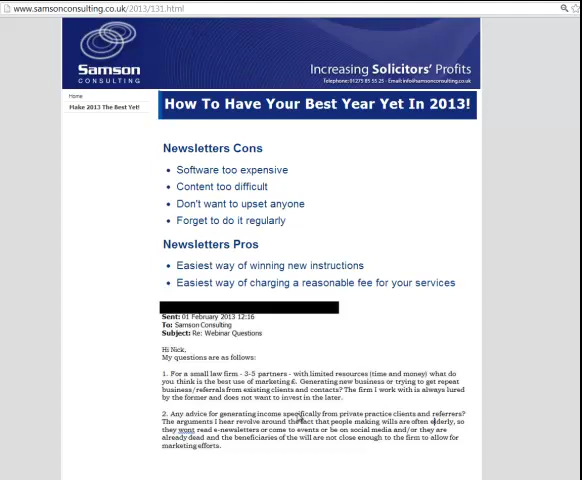 www.samsonconsulting.co.uk/2013/131.html
Samson
CONSULTING
Increasing Solicitors' Profits
Telephone: 01275 85 55 25 - Email: info@samsonconsulting.co.uk
Home
Make 2013 The Best Yet!
How To Have Your Best Year Yet In 2013!
Newsletters Cons
• Software too expensive
• Content too difficult
• Don't want to upset anyone
• Forget to do it regularly
Newsletters Pros
• Easiest way of winning new instructions
• Easiest way of charging a reasonable fee for your services
Sent: 01 February 2013 12:16
To: Samson Consulting
Subject: Re: Webinar Questions
Hi Nick,
My questions are as follows:
1. For a small law firm - 3-5 partners - with limited resources (time and money) what do
you think is the best use of marketing £. Generating new business or trying to get repeat
business/referrals from existing clients and contacts? The firm I work with is always lured
by the former and does not want to invest in the later.
2. Any advice for generating income specifically from private practice clients and referrers?
The arguments I hear revolve around the fact that people making wills are often elderly, so
they wont read e-newsletters or come to events or be on social media and/or they are
already dead and the beneficiaries of the will are not close enough to the firm to allow for
marketing efforts.